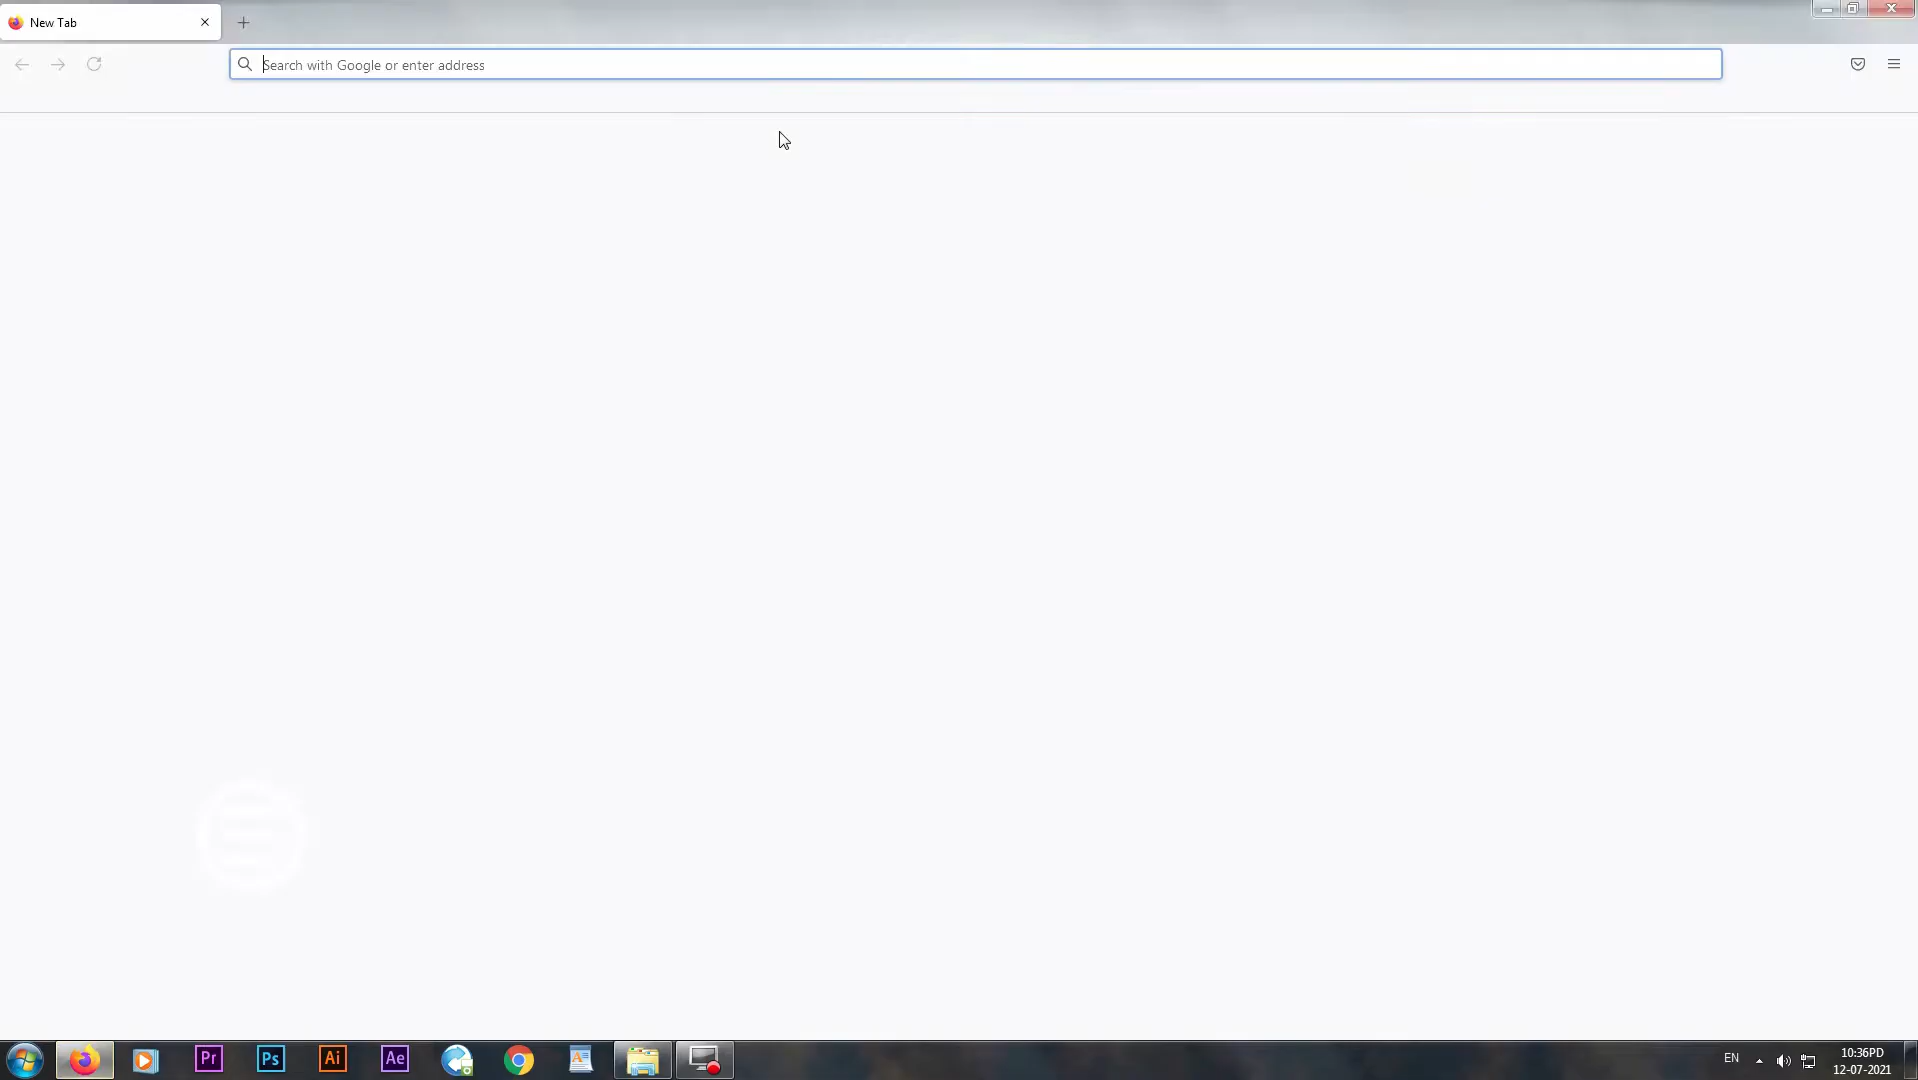 New Tab
Search with Google or enter address
Pr
Ps
Ai
Ae
EN
10:36PD
12-07-2021